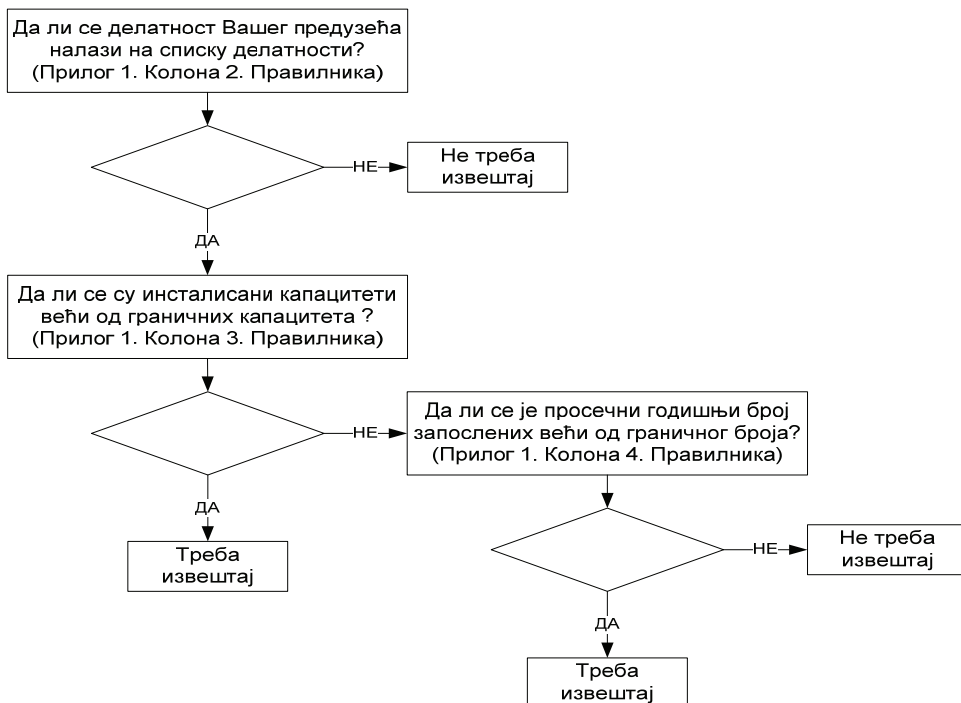 Да ли се делатност Вашег предузећа
налази на списку делатности?
(Прилог 1. Колона 2. Правилника)
НЕ
Не треба
извештај
ДА
Да ли се су инсталисани капацитети
већи од граничних капацитета ?
(Прилог 1. Колона 3. Правилника)
НЕ
Да ли се је просечни годишњи број
запослених већи од граничног броја?
(Прилог 1. Колона 4. Правилника)
ДА
Треба
извештај
НЕ
Не треба
извештај
ДА
Треба
извештај